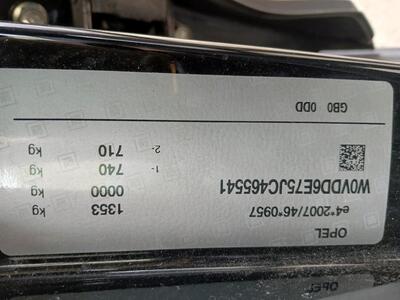 OPEL
e4*2007/46*0957
W0VDD6E75JC465541
1353 kg
0000 kg
1- 740 kg
2- 710 kg
GB0 0DD